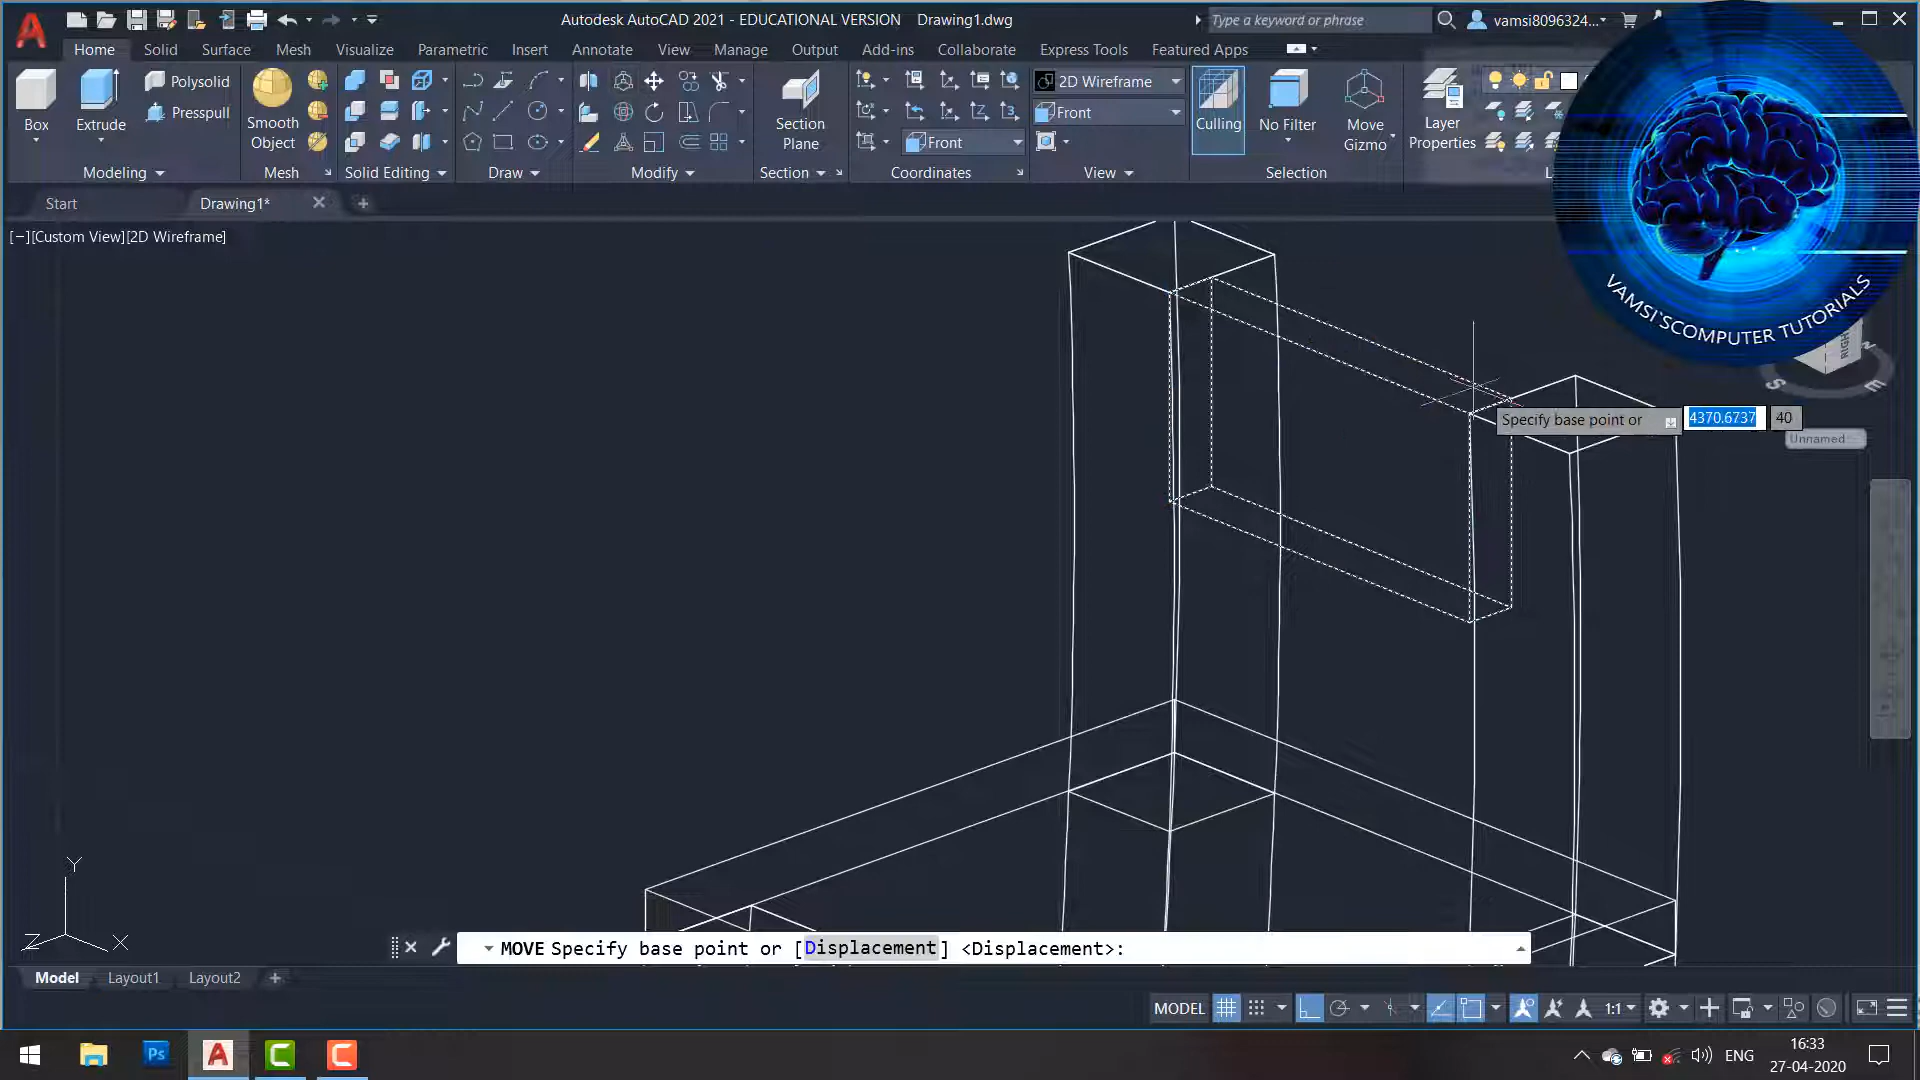 Autodesk AutoCAD 2021 - EDUCATIONAL VERSION Drawing1.dwg
Type a keyword or phrase
vamsi8096324...
Home Solid Surface Mesh Visualize Parametric Insert Annotate View Manage Output Add-ins Collaborate Express Tools Featured Apps
Box
Extrude
Polysolid
Presspull
Smooth
Object
Section
Plane
2D Wireframe
Front
Front
Culling
No Filter
Move
Gizmo
Layer
Properties
Modeling Mesh Solid Editing Draw Modify Section Coordinates View Selection
VAMSI`SCOMPUTER TUTORIALS
Start Drawing1*
[−][Custom View][2D Wireframe]
RIGHT
S
E
Specify base point or 4370.6737 40
Unnamed
Y
Z X
MOVE Specify base point or [Displacement] <Displacement>:
Model Layout1 Layout2 +
MODEL 1:1
Ps A C C
ENG
16:33
27-04-2020